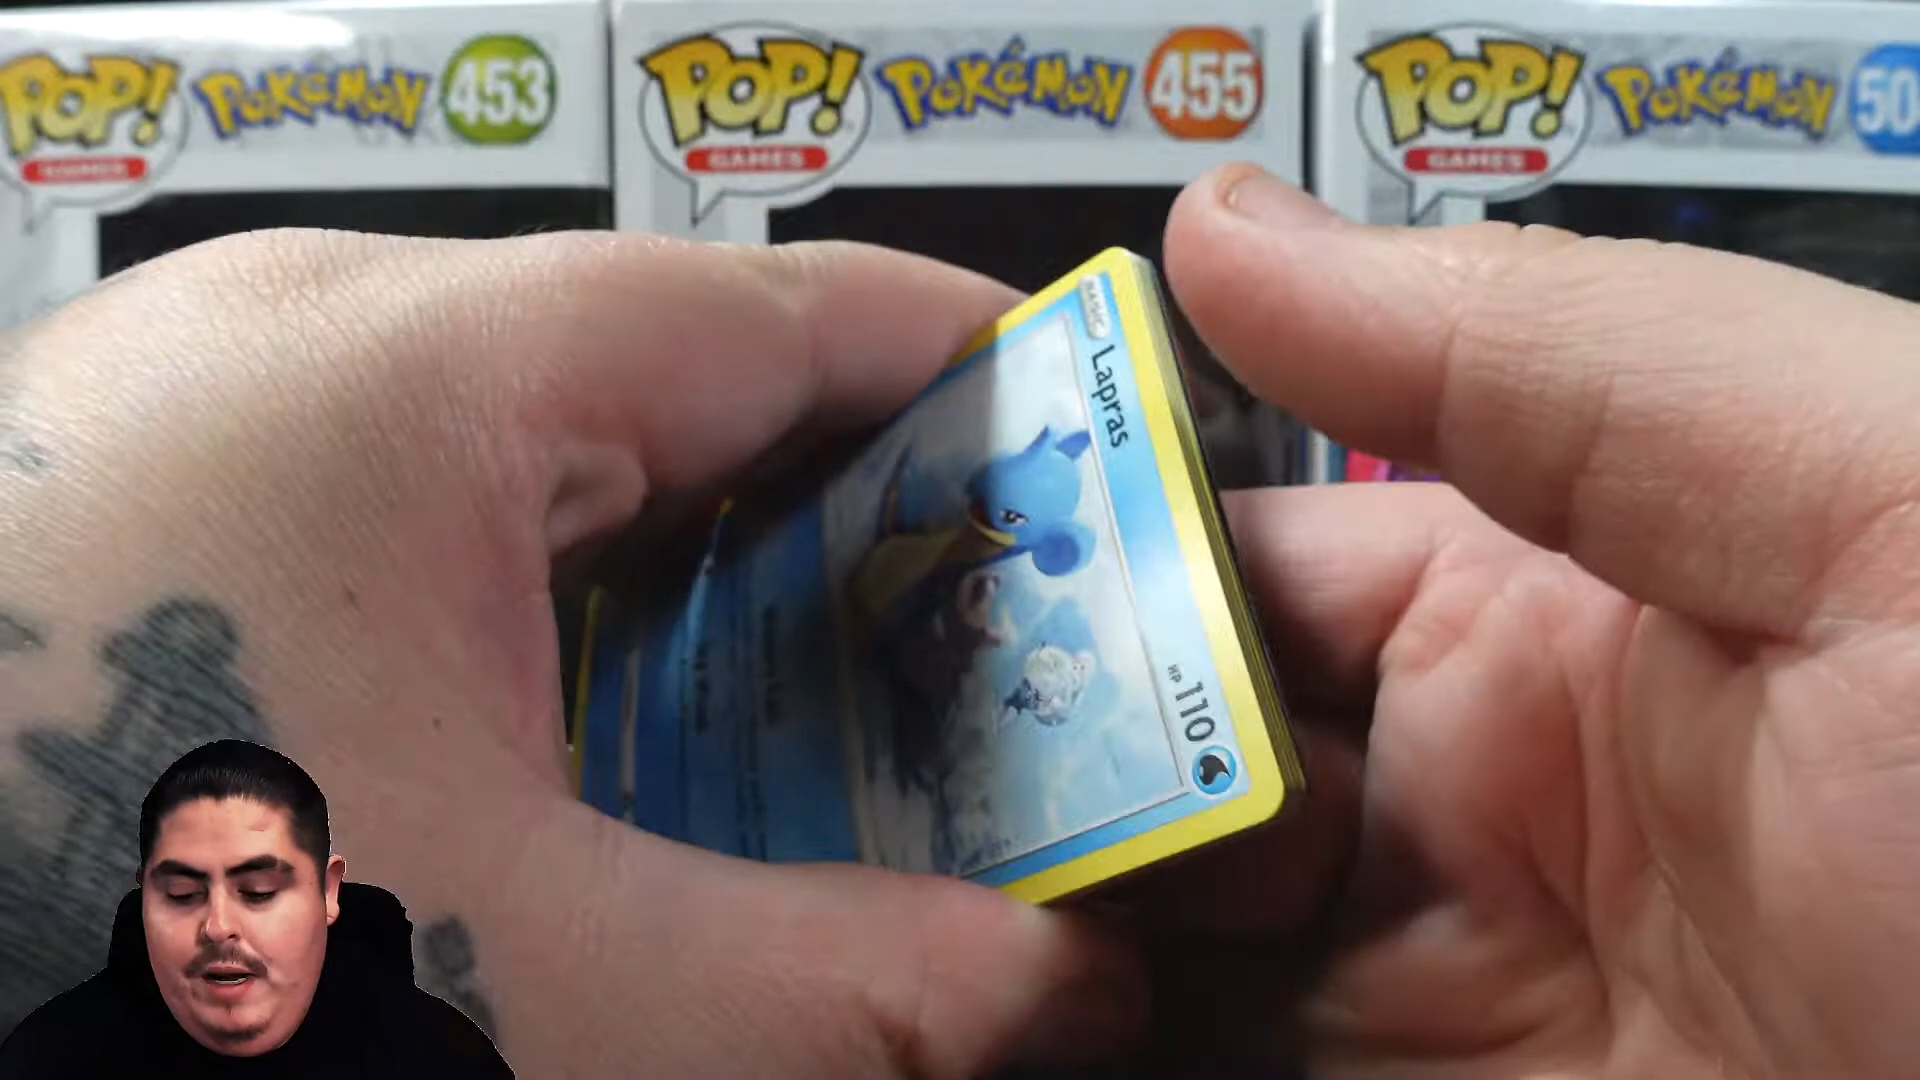 POP! GAMES POKéMON 453
POP! GAMES POKéMON 455
POP! GAMES POKéMON 50
BASIC Lapras HP 110